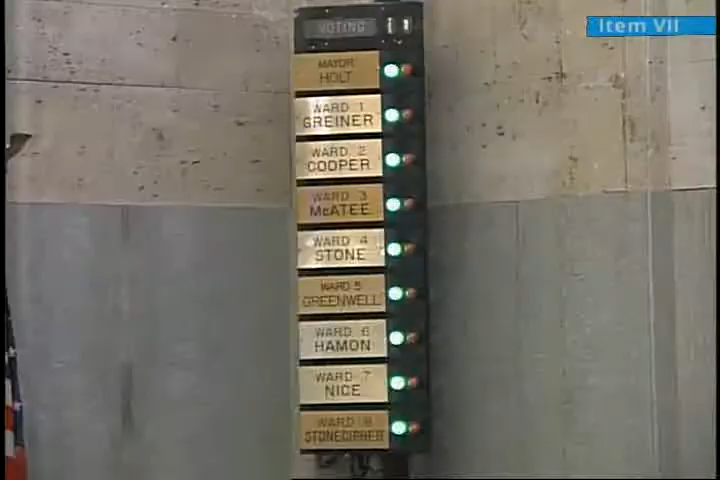 Item VII
VOTING
MAYOR
HOLT
WARD 1
GREINER
WARD 2
COOPER
WARD 3
McATEE
WARD 4
STONE
WARD 5
GREENWELL
WARD 6
HAMON
WARD 7
NICE
WARD 8
STONECIPHER